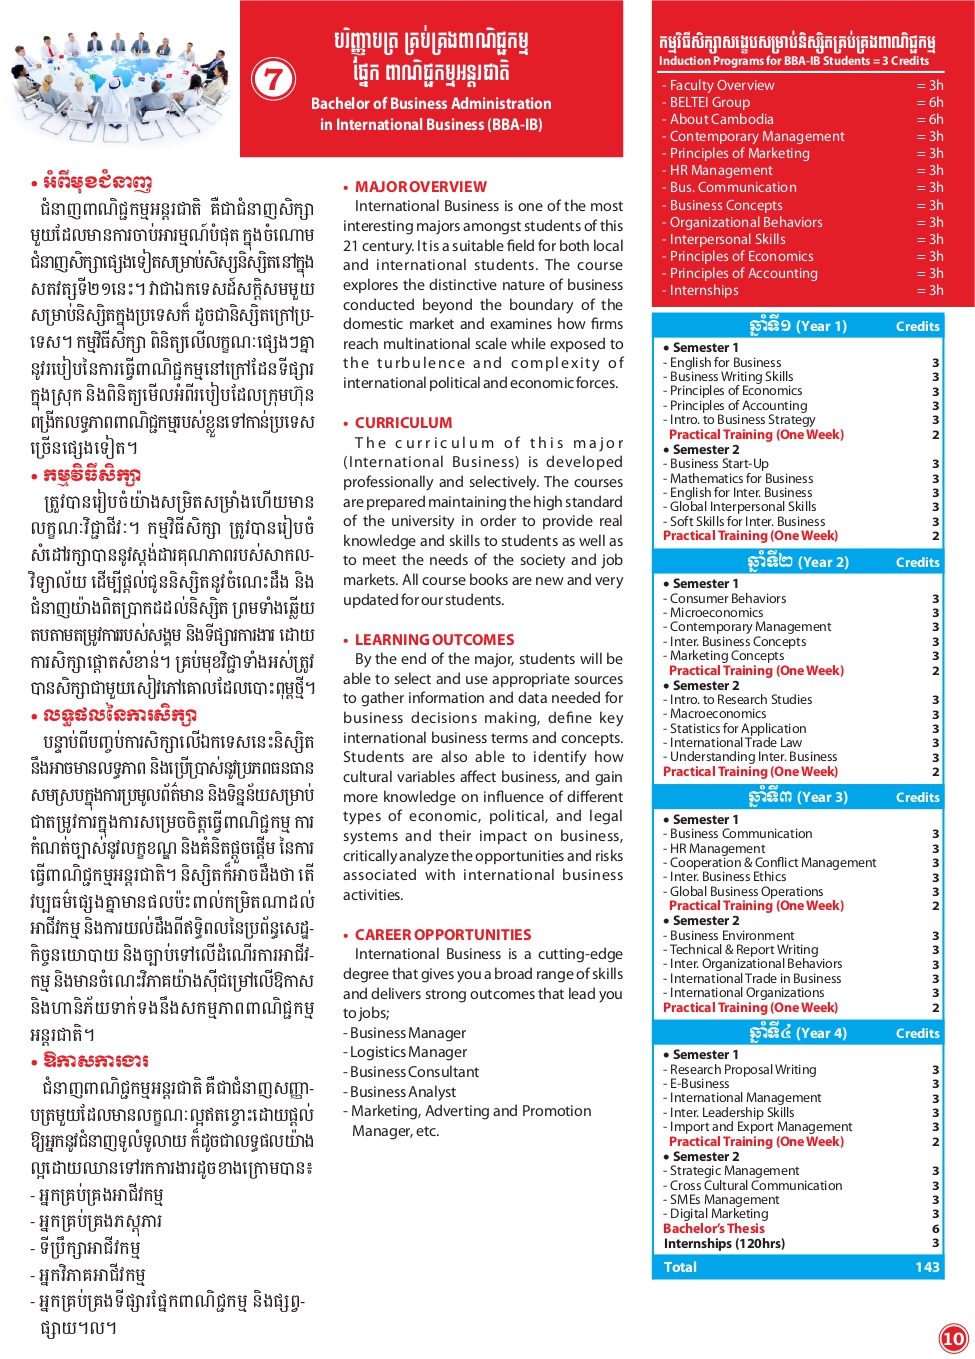 7
បរិញ្ញាបត្រ គ្រប់គ្រងពាណិជ្ជកម្ម
ផ្នែក ពាណិជ្ជកម្មអន្តរជាតិ
Bachelor of Business Administration
in International Business (BBA-IB)
• អំពីមុខជំនាញ
ជំនាញពាណិជ្ជកម្មអន្តរជាតិ គឺជាជំនាញសិក្សា
មួយដែលមានការចាប់អារម្មណ៍បំផុត ក្នុងចំណោម
ជំនាញសិក្សាផ្សេងទៀតសម្រាប់សិស្សនិស្សិតនៅក្នុង
សតវត្សទី២១នេះ។ វាជាឯកទេសដ៍សក្តិសមមួយ
សម្រាប់និស្សិតក្នុងប្រទេសក៏ ដូចជានិស្សិតក្រៅប្រ-
ទេស។ កម្មវិធីសិក្សា ពិនិត្យលើលក្ខណៈផ្សេងៗគ្នា
នូវរបៀបនៃការធ្វើពាណិជ្ជកម្មនៅក្រៅដែនទីផ្សារ
ក្នុងស្រុក និងពិនិត្យមើលអំពីរបៀបដែលក្រុមហ៊ុន
ពង្រីកលទ្ធភាពពាណិជ្ជកម្មរបស់ខ្លួនទៅកាន់ប្រទេស
ច្រើនផ្សេងទៀត។
• កម្មវិធីសិក្សា
ត្រូវបានរៀបចំយ៉ាងសម្រិតសម្រាំងហើយមាន
លក្ខណៈវិជ្ជាជីវៈ។ កម្មវិធីសិក្សា ត្រូវបានរៀបចំ
សំដៅរក្សាបាននូវស្តង់ដារគុណភាពរបស់សាកល-
វិទ្យាល័យ ដើម្បីផ្តល់ជូននិស្សិតនូវចំណេះដឹង និង
ជំនាញយ៉ាងពិតប្រាកដដល់និស្សិត ព្រមទាំងឆ្លើយ
តបតាមតម្រូវការរបស់សង្គម និងទីផ្សារការងារ ដោយ
ការសិក្សាផ្តោតសំខាន់។ គ្រប់មុខវិជ្ជាទាំងអស់ត្រូវ
បានសិក្សាជាមួយសៀវភៅគោលដែលបោះពុម្ពថ្មី។
• លទ្ធផលនៃការសិក្សា
បន្ទាប់ពីបញ្ចប់ការសិក្សាលើឯកទេសនេះនិស្សិត
នឹងអាចមានលទ្ធភាព និងប្រើប្រាស់នូវប្រភពធនធាន
សមស្របក្នុងការប្រមូលព័ត៌មាន និងទិន្នន័យសម្រាប់
ជាតម្រូវការក្នុងការសម្រេចចិត្តធ្វើពាណិជ្ជកម្ម ការ
កំណត់ច្បាស់នូវលក្ខខណ្ឌ និងគំនិតផ្តួចផ្តើម នៃការ
ធ្វើពាណិជ្ជកម្មអន្តរជាតិ។ និស្សិតក៏អាចដឹងថា តើ
វប្បធម៌ផ្សេងគ្នាមានផលប៉ះពាល់កម្រិតណាដល់
អាជីវកម្ម និងការយល់ដឹងពីឥទ្ធិពលនៃប្រព័ន្ធសេដ្ឋ-
កិច្ចនយោបាយ និងច្បាប់ទៅលើដំណើរការអាជីវ-
កម្ម និងមានចំណេះវិភាគយ៉ាងស៊ីជម្រៅលើឱកាស
និងហានិភ័យទាក់ទងនឹងសកម្មភាពពាណិជ្ជកម្ម
អន្តរជាតិ។
• ឱកាសការងារ
ជំនាញពាណិជ្ជកម្មអន្តរជាតិ គឺជាជំនាញសញ្ញា-
បត្រមួយដែលមានលក្ខណៈល្អឥតខ្ចោះដោយផ្តល់
ឱ្យអ្នកនូវជំនាញទូលំទូលាយ ក៏ដូចជាលទ្ធផលយ៉ាង
ល្អដោយឈានទៅរកការងារដូចខាងក្រោមបាន៖
- អ្នកគ្រប់គ្រងអាជីវកម្ម
- អ្នកគ្រប់គ្រងភស្តុភារ
- ទីប្រឹក្សាអាជីវកម្ម
- អ្នកវិភាគអាជីវកម្ម
- អ្នកគ្រប់គ្រងទីផ្សារផ្នែកពាណិជ្ជកម្ម និងផ្សព្វ-
ផ្សាយ។ល។
• MAJOR OVERVIEW
International Business is one of the most
interesting majors amongst students of this
21 century. It is a suitable field for both local
and international students. The course
explores the distinctive nature of business
conducted beyond the boundary of the
domestic market and examines how firms
reach multinational scale while exposed to
the turbulence and complexity of
international political and economic forces.
• CURRICULUM
The curriculum of this major
(International Business) is developed
professionally and selectively. The courses
are prepared maintaining the high standard
of the university in order to provide real
knowledge and skills to students as well as
to meet the needs of the society and job
markets. All course books are new and very
updated for our students.
• LEARNING OUTCOMES
By the end of the major, students will be
able to select and use appropriate sources
to gather information and data needed for
business decisions making, define key
international business terms and concepts.
Students are also able to identify how
cultural variables affect business, and gain
more knowledge on influence of different
types of economic, political, and legal
systems and their impact on business,
critically analyze the opportunities and risks
associated with international business
activities.
• CAREER OPPORTUNITIES
International Business is a cutting-edge
degree that gives you a broad range of skills
and delivers strong outcomes that lead you
to jobs;
- Business Manager
- Logistics Manager
- Business Consultant
- Business Analyst
- Marketing, Adverting and Promotion
Manager, etc.
កម្មវិធីសិក្សាសង្ខេបសម្រាប់និស្សិតគ្រប់គ្រងពាណិជ្ជកម្ម
Induction Programs for BBA-IB Students = 3 Credits
- Faculty Overview = 3h
- BELTEI Group = 6h
- About Cambodia = 6h
- Contemporary Management = 3h
- Principles of Marketing = 3h
- HR Management = 3h
- Bus. Communication = 3h
- Business Concepts = 3h
- Organizational Behaviors = 3h
- Interpersonal Skills = 3h
- Principles of Economics = 3h
- Principles of Accounting = 3h
- Internships = 3h
ឆ្នាំទី១ (Year 1) Credits
• Semester 1
- English for Business 3
- Business Writing Skills 3
- Principles of Economics 3
- Principles of Accounting 3
- Intro. to Business Strategy 3
Practical Training (One Week) 2
• Semester 2
- Business Start-Up 3
- Mathematics for Business 3
- English for Inter. Business 3
- Global Interpersonal Skills 3
- Soft Skills for Inter. Business 3
Practical Training (One Week) 2
ឆ្នាំទី២ (Year 2) Credits
• Semester 1
- Consumer Behaviors 3
- Microeconomics 3
- Contemporary Management 3
- Inter. Business Concepts 3
- Marketing Concepts 3
Practical Training (One Week) 2
• Semester 2
- Intro. to Research Studies 3
- Macroeconomics 3
- Statistics for Application 3
- International Trade Law 3
- Understanding Inter. Business 3
Practical Training (One Week) 2
ឆ្នាំទី៣ (Year 3) Credits
• Semester 1
- Business Communication 3
- HR Management 3
- Cooperation & Conflict Management 3
- Inter. Business Ethics 3
- Global Business Operations 3
Practical Training (One Week) 2
• Semester 2
- Business Environment 3
- Technical & Report Writing 3
- Inter. Organizational Behaviors 3
- International Trade in Business 3
- International Organizations 3
Practical Training (One Week) 2
ឆ្នាំទី៤ (Year 4) Credits
• Semester 1
- Research Proposal Writing 3
- E-Business 3
- International Management 3
- Inter. Leadership Skills 3
- Import and Export Management 3
Practical Training (One Week) 2
• Semester 2
- Strategic Management 3
- Cross Cultural Communication 3
- SMEs Management 3
- Digital Marketing 3
Bachelor's Thesis 6
Internships (120hrs) 3
Total 143
10